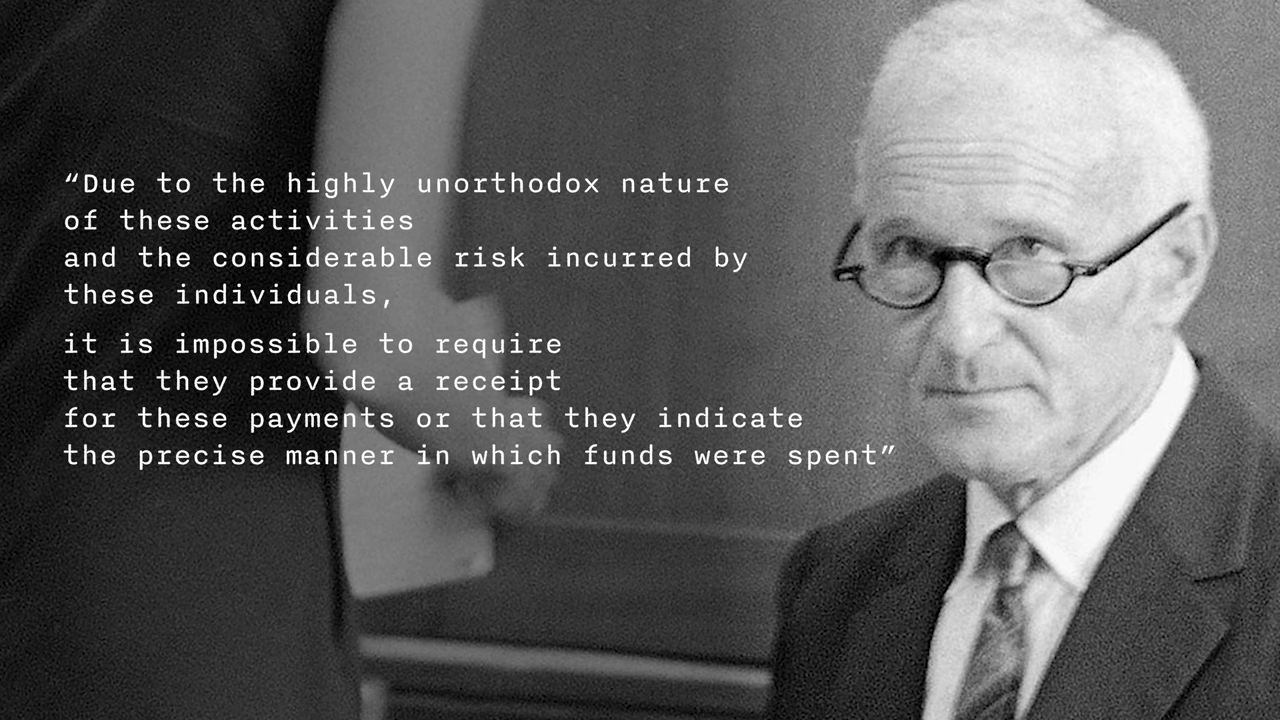 “Due to the highly unorthodox nature
of these activities
and the considerable risk incurred by
these individuals,
it is impossible to require
that they provide a receipt
for these payments or that they indicate
the precise manner in which funds were spent”